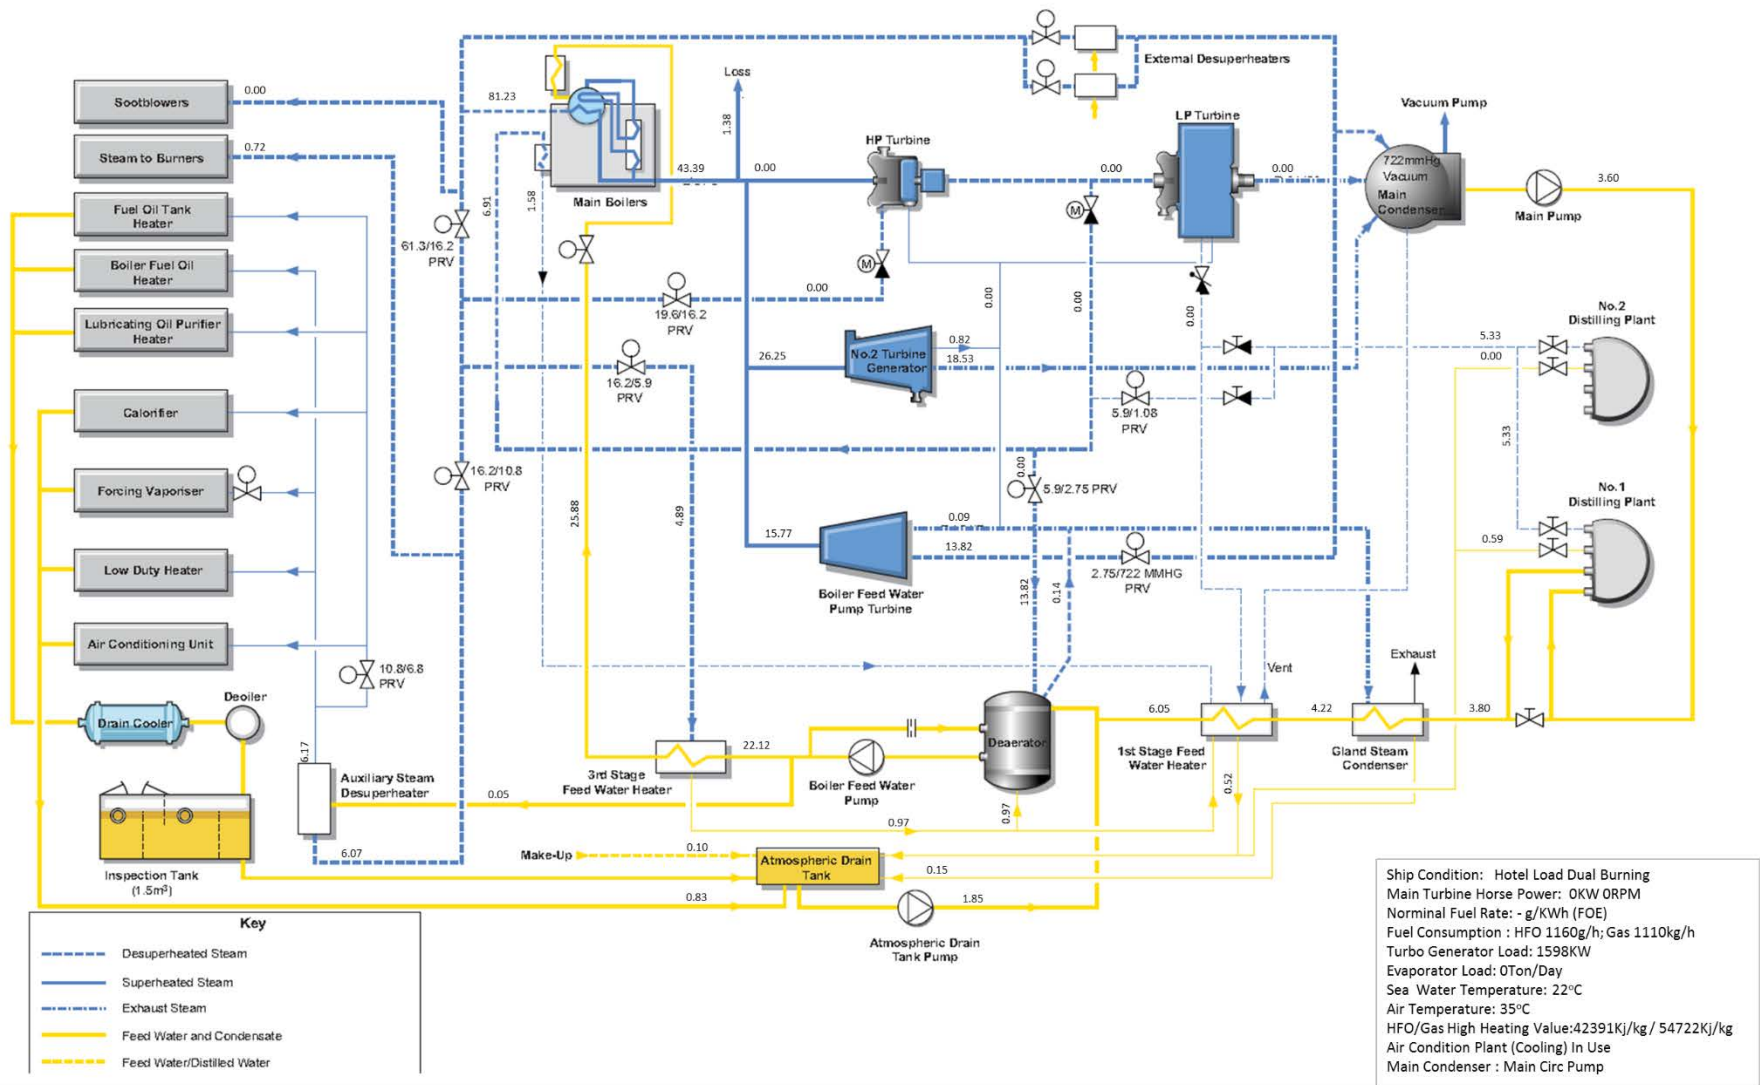 External Desuperheaters
Loss
Vacuum Pump
LP Turbine
HP Turbine
Sootblowers
0.00
81.23
1.38
Steam to Burners
0.72
722mmHg
Vacuum
Main
Condenser
43.39
0.00
0.00
0.00
3.60
Main Pump
Main Boilers
6.91
1.58
Fuel Oil Tank
Heater
M
61.3/16.2
PRV
Boiler Fuel Oil
Heater
M
0.00
0.00
0.00
0.00
19.6/16.2
PRV
Lubricating Oil Purifier
Heater
No.2
Distilling Plant
5.33
0.00
No.2 Turbine
Generator
0.82
18.53
26.25
16.2/5.9
PRV
Calorifier
5.9/1.08
PRV
5.33
Forcing Vaporiser
16.2/10.8
PRV
0.00
5.9/2.75 PRV
No.1
Distilling Plant
25.88
4.89
15.77
0.09
13.82
0.59
Low Duty Heater
2.75/722 MMHG
PRV
Boiler Feed Water
Pump Turbine
13.82
0.14
Air Conditioning Unit
10.8/6.8
PRV
Vent
Exhaust
Deoiler
Drain Cooler
6.17
22.12
Deaerator
6.05
4.22
3.80
3rd Stage
Feed Water Heater
Boiler Feed Water
Pump
1st Stage Feed
Water Heater
Gland Steam
Condenser
0.52
Auxiliary Steam
Desuperheater
0.05
0.97
0.97
6.07
Make-Up
0.10
Atmospheric Drain
Tank
0.15
Inspection Tank
(1.5m³)
0.83
1.85
Atmospheric Drain
Tank Pump
Key
Desuperheated Steam
Superheated Steam
Exhaust Steam
Feed Water and Condensate
Feed Water/Distilled Water
Ship Condition: Hotel Load Dual Burning
Main Turbine Horse Power: 0KW 0RPM
Norminal Fuel Rate: - g/KWh (FOE)
Fuel Consumption : HFO 1160g/h; Gas 1110kg/h
Turbo Generator Load: 1598KW
Evaporator Load: 0Ton/Day
Sea Water Temperature: 22°C
Air Temperature: 35°C
HFO/Gas High Heating Value:42391Kj/kg / 54722Kj/kg
Air Condition Plant (Cooling) In Use
Main Condenser : Main Circ Pump